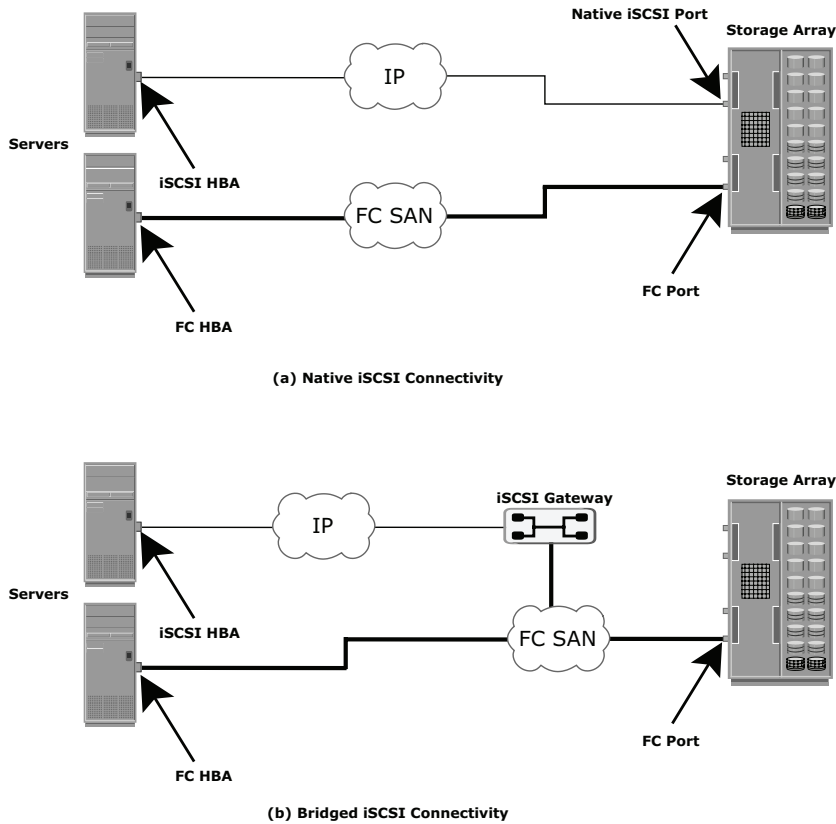 Native iSCSI Port
Storage Array
IP
Servers
iSCSI HBA
FC SAN
FC Port
FC HBA
(a) Native iSCSI Connectivity
Storage Array
iSCSI Gateway
IP
Servers
iSCSI HBA
FC SAN
FC Port
FC HBA
(b) Bridged iSCSI Connectivity